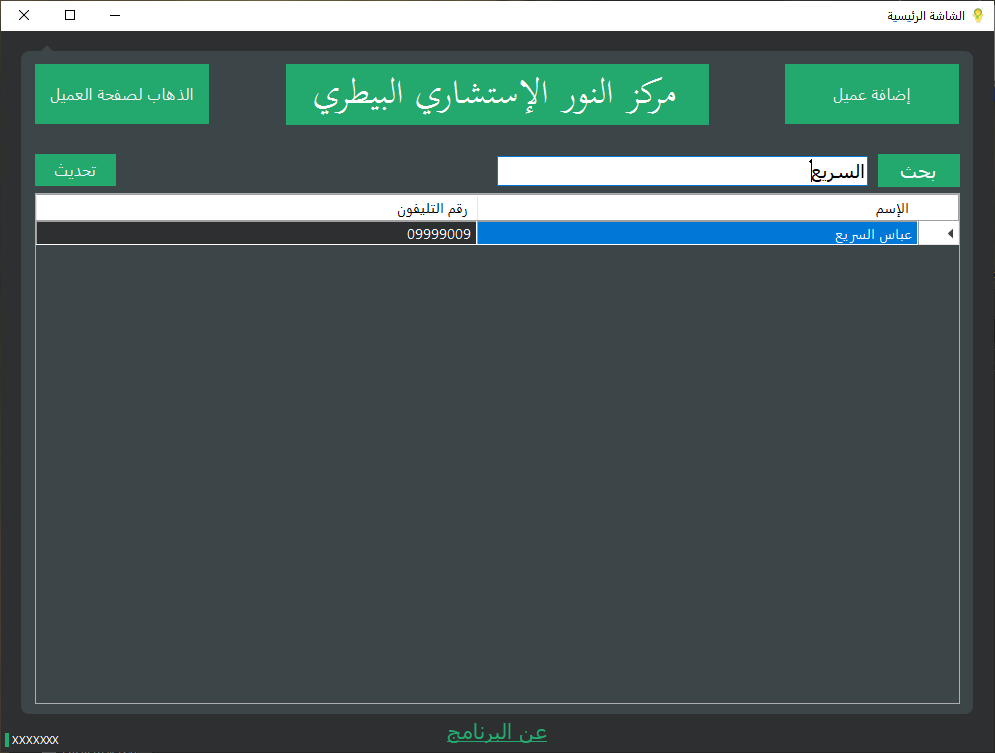 الشاشة الرئيسية
إضافة عميل
مركز النور الإستشاري البيطري
الذهاب لصفحة العميل
بحث
السريع
تحديث
الإسم
رقم التليفون
عباس السريع
09999009
عن البرنامج
xxxxxxx